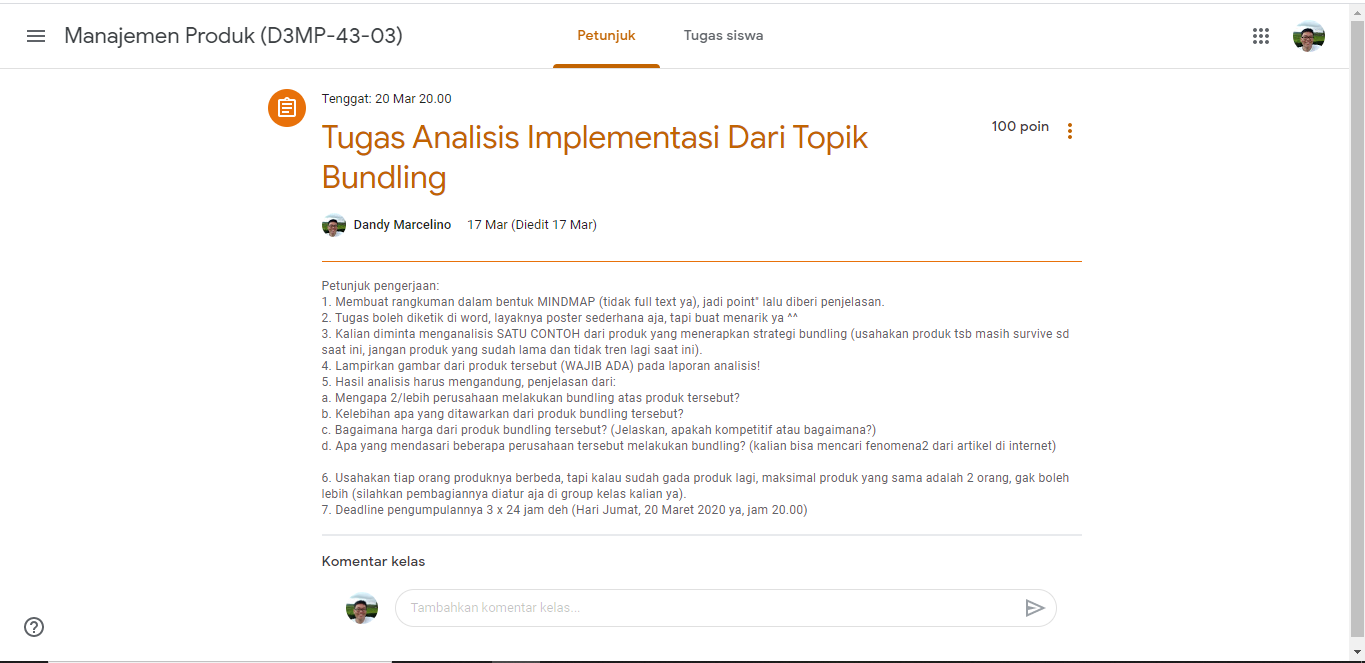 Manajemen Produk (D3MP-43-03)
Petunjuk
Tugas siswa
Tenggat: 20 Mar 20.00
Tugas Analisis Implementasi Dari Topik
Bundling
100 poin
Dandy Marcelino 17 Mar (Diedit 17 Mar)
Petunjuk pengerjaan:
1. Membuat rangkuman dalam bentuk MINDMAP (tidak full text ya), jadi point" lalu diberi penjelasan.
2. Tugas boleh diketik di word, layaknya poster sederhana aja, tapi buat menarik ya ^^
3. Kalian diminta menganalisis SATU CONTOH dari produk yang menerapkan strategi bundling (usahakan produk tsb masih survive sd
saat ini, jangan produk yang sudah lama dan tidak tren lagi saat ini).
4. Lampirkan gambar dari produk tersebut (WAJIB ADA) pada laporan analisis!
5. Hasil analisis harus mengandung, penjelasan dari:
a. Mengapa 2/lebih perusahaan melakukan bundling atas produk tersebut?
b. Kelebihan apa yang ditawarkan dari produk bundling tersebut?
c. Bagaimana harga dari produk bundling tersebut? (Jelaskan, apakah kompetitif atau bagaimana?)
d. Apa yang mendasari beberapa perusahaan tersebut melakukan bundling? (kalian bisa mencari fenomena2 dari artikel di internet)
6. Usahakan tiap orang produknya berbeda, tapi kalau sudah gada produk lagi, maksimal produk yang sama adalah 2 orang, gak boleh
lebih (silahkan pembagiannya diatur aja di group kelas kalian ya).
7. Deadline pengumpulannya 3 x 24 jam deh (Hari Jumat, 20 Maret 2020 ya, jam 20.00)
Komentar kelas
Tambahkan komentar kelas...